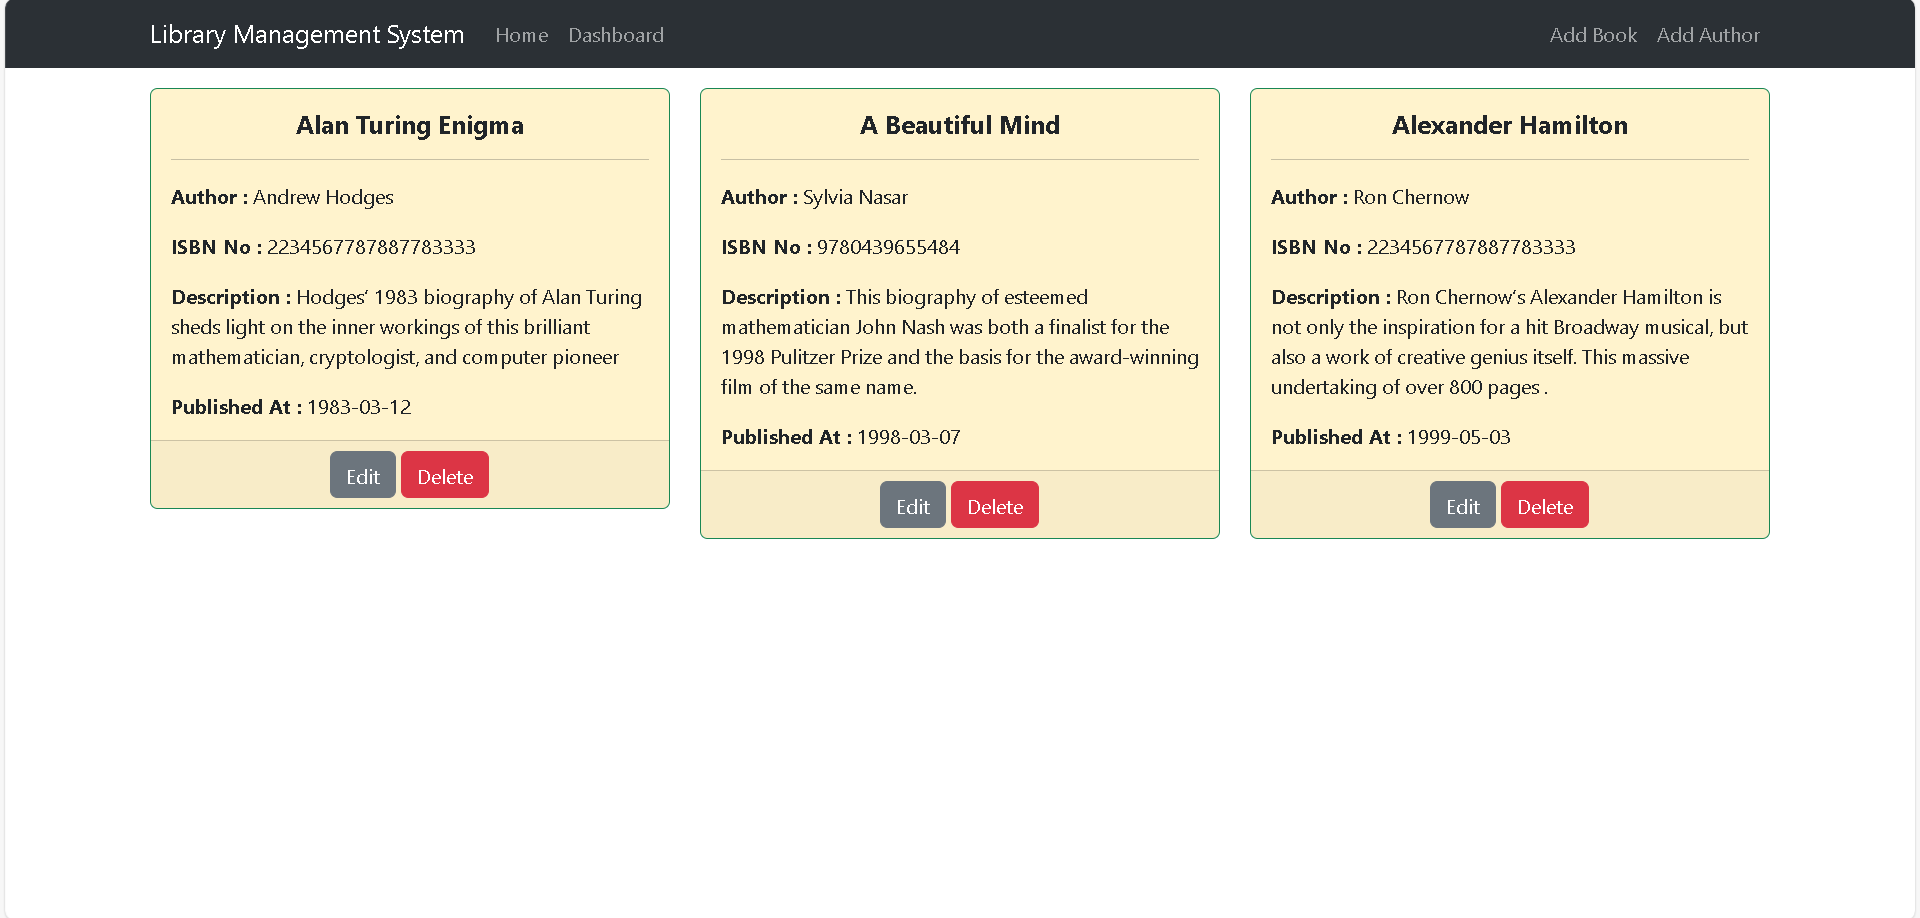 Library Management System Home Dashboard Add Book Add Author
Alan Turing Enigma
Author : Andrew Hodges
ISBN No : 2234567787887783333
Description : Hodges‘ 1983 biography of Alan Turing
sheds light on the inner workings of this brilliant
mathematician, cryptologist, and computer pioneer
Published At : 1983-03-12
Edit Delete
A Beautiful Mind
Author : Sylvia Nasar
ISBN No : 9780439655484
Description : This biography of esteemed
mathematician John Nash was both a finalist for the
1998 Pulitzer Prize and the basis for the award-winning
film of the same name.
Published At : 1998-03-07
Edit Delete
Alexander Hamilton
Author : Ron Chernow
ISBN No : 2234567787887783333
Description : Ron Chernow‘s Alexander Hamilton is
not only the inspiration for a hit Broadway musical, but
also a work of creative genius itself. This massive
undertaking of over 800 pages .
Published At : 1999-05-03
Edit Delete